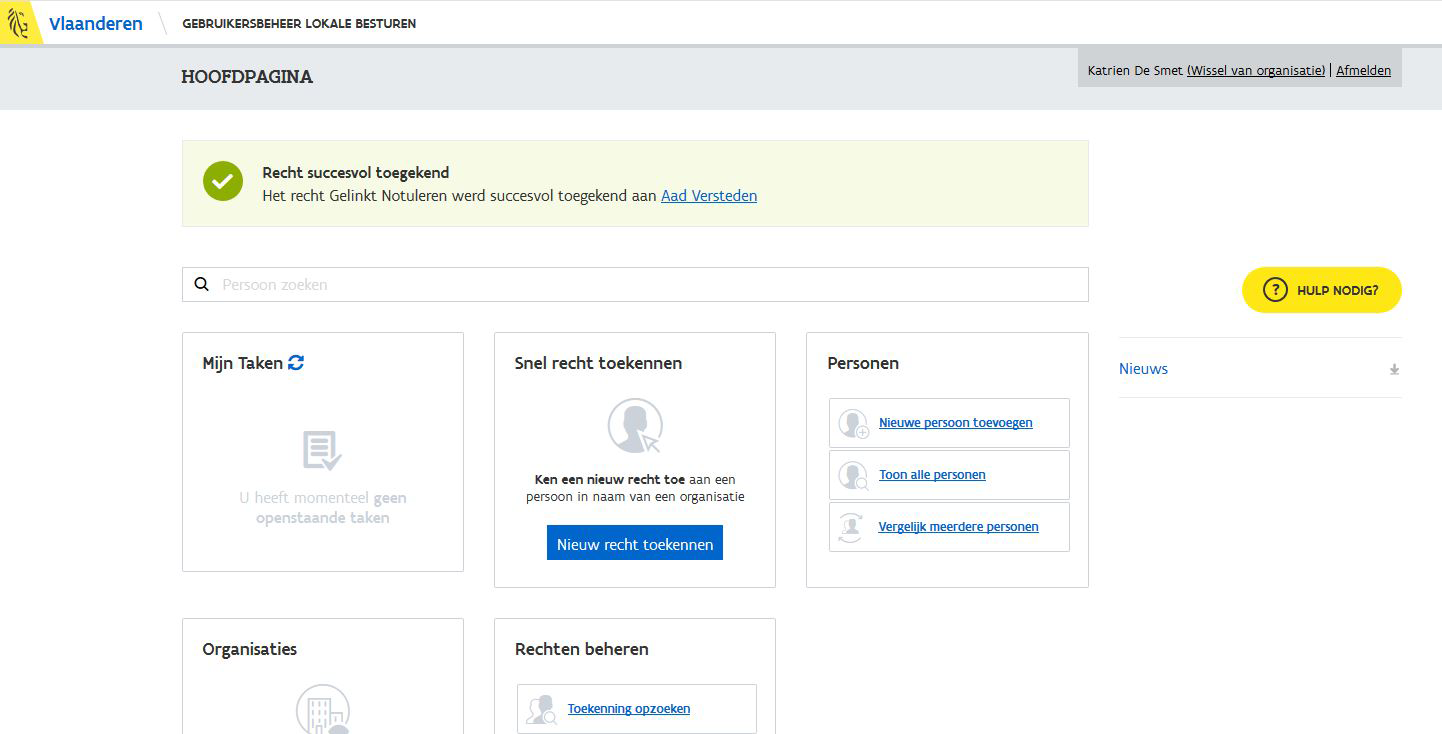 Vlaanderen
GEBRUIKERSBEHEER LOKALE BESTUREN
HOOFDPAGINA
Katrien De Smet (Wissel van organisatie) | Afmelden
Recht succesvol toegekend
Het recht Gelinkt Notuleren werd succesvol toegekend aan Aad Versteden
Persoon zoeken
? HULP NODIG?
Nieuws
Mijn Taken
U heeft momenteel geen
openstaande taken
Snel recht toekennen
Ken een nieuw recht toe aan een
persoon in naam van een organisatie
Nieuw recht toekennen
Personen
Nieuwe persoon toevoegen
Toon alle personen
Vergelijk meerdere personen
Organisaties
Rechten beheren
Toekenning opzoeken